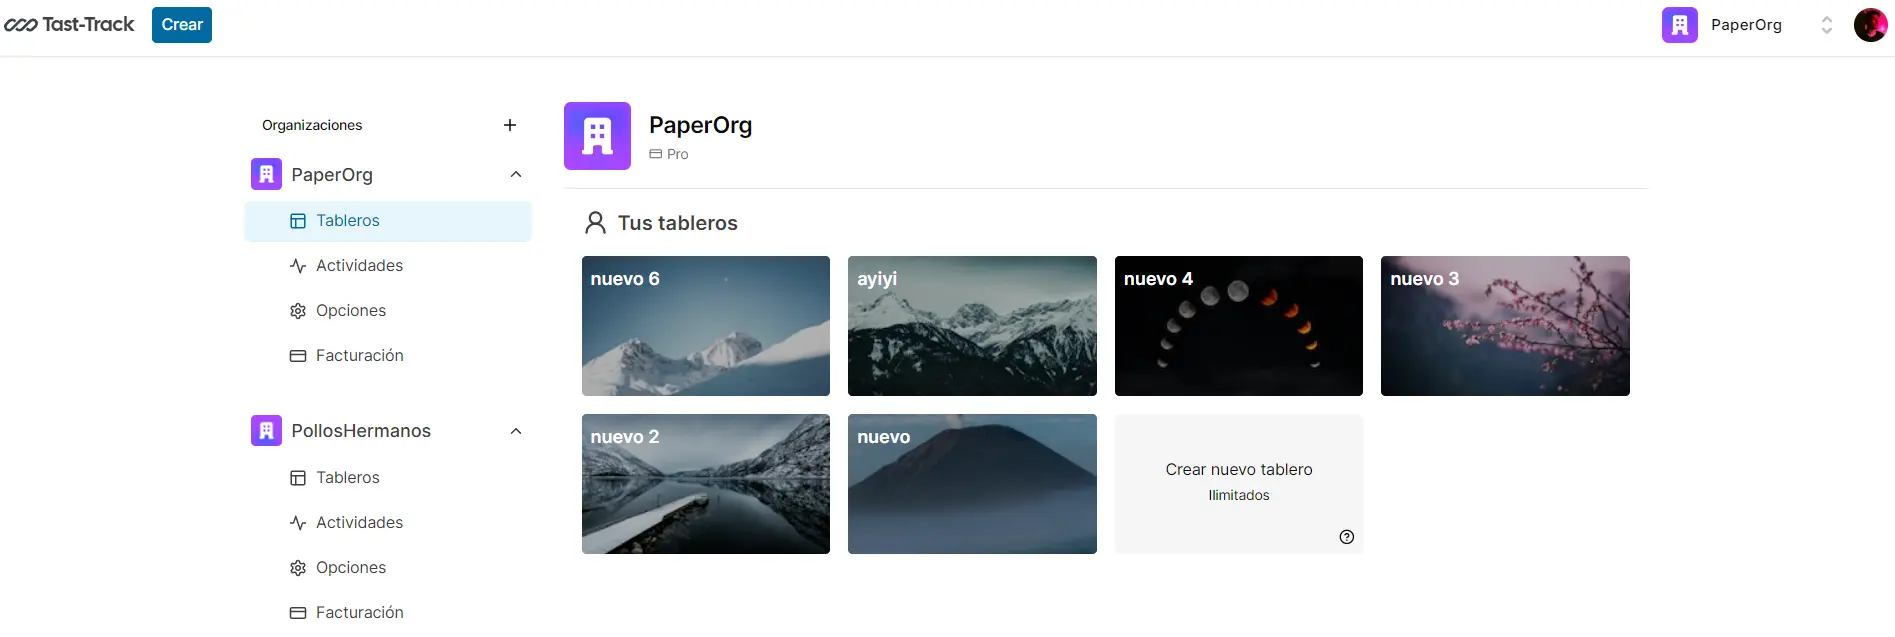 Tast-Track
Crear
PaperOrg
Organizaciones
PaperOrg
Tableros
Actividades
Opciones
Facturación
PollosHermanos
Tableros
Actividades
Opciones
Facturación
PaperOrg
Pro
Tus tableros
nuevo 6
ayiyi
nuevo 4
nuevo 3
nuevo 2
nuevo
Crear nuevo tablero
Ilimitados